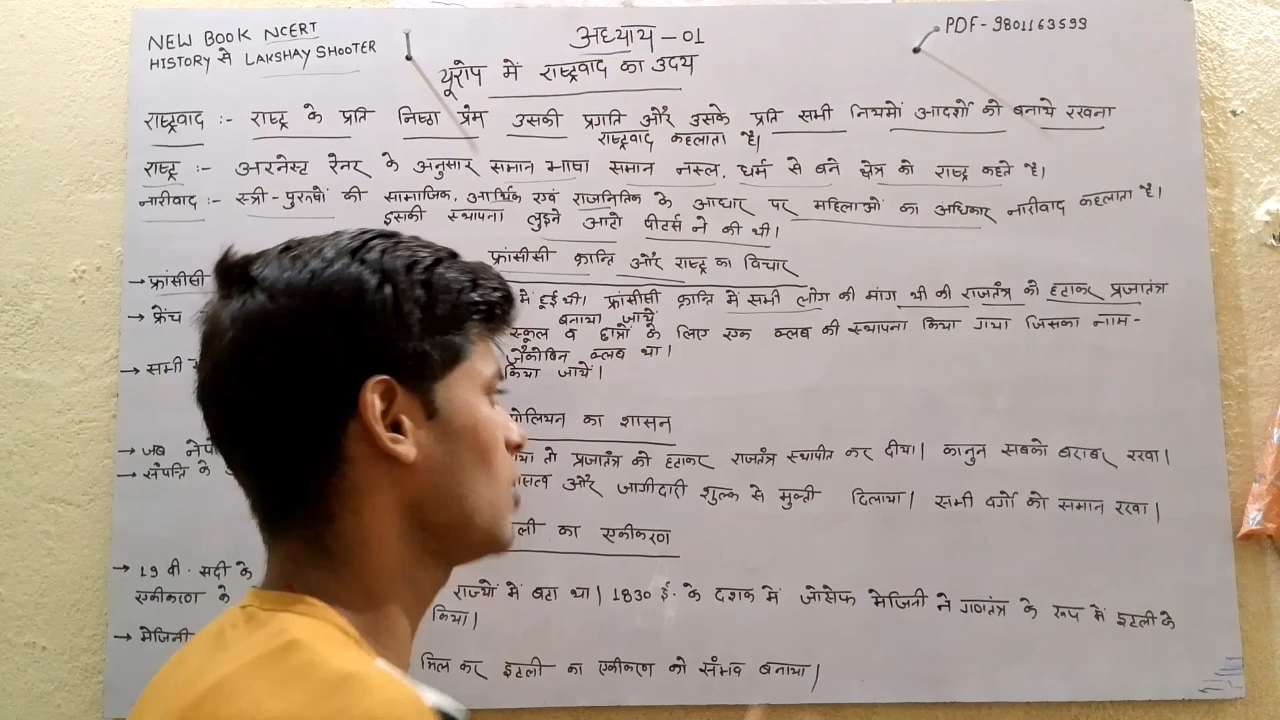 NEW BOOK NCERT
HISTORY से LAKSHAY SHOOTER
अध्याय - 01
PDF - 9801163599
यूरोप में राष्ट्रवाद का उदय
राष्ट्रवाद :- राष्ट्र के प्रति निष्ठा प्रेम उसकी प्रगति और उसके प्रति सभी नियमों आदर्शों को बनाये रखना
राष्ट्रवाद कहलाता है।
राष्ट्र :- अरनेस्ट रेनर के अनुसार समान भाषा समान नस्ल, धर्म से बने क्षेत्र को राष्ट्र कहते है।
नारीवाद :- स्त्री - पुरुषों की सामाजिक, आर्थिक एवं राजनितिक के आधार पर महिलाओं का अधिकार नारीवाद कहलाता है।
इसकी स्थापना लुइने आटो पीटर्स ने की थी।
फ्रांसीसी क्रान्ति और राष्ट्र का विचार
→ फ्रांसीसी में हुई थी। फ्रांसीसी क्रान्ति में सभी लोग की मांग थी की राजतंत्र को हटाकर प्रजातंत्र
बनाया जाये
→ फ्रेंच स्कूल व छात्रों के लिए एक क्लब की स्थापना किया गया जिसका नाम -
जैकोबिन क्लब था।
→ सभी किया जायें।
का शासन
→ जब तो प्रजातंत्र को हटाकर राजतंत्र स्थापीत कर दीया। कानुन सबको बराबर रखा।
→ संपत्ति के और जागीदारी शुल्क से मुक्ती दिलाया। सभी वर्गो को समान रखा।
का एकीकरण
→ 19 वी. सदी के राज्यों में बटा था। 1830 ई. के दशक में जोसेफ मेजिनी ने गणतंत्र के रूप में इटली के
एकीकरण के किया।
→ मेजिनी
मिल कर इटली का एकीकरण को संभव बनाया।